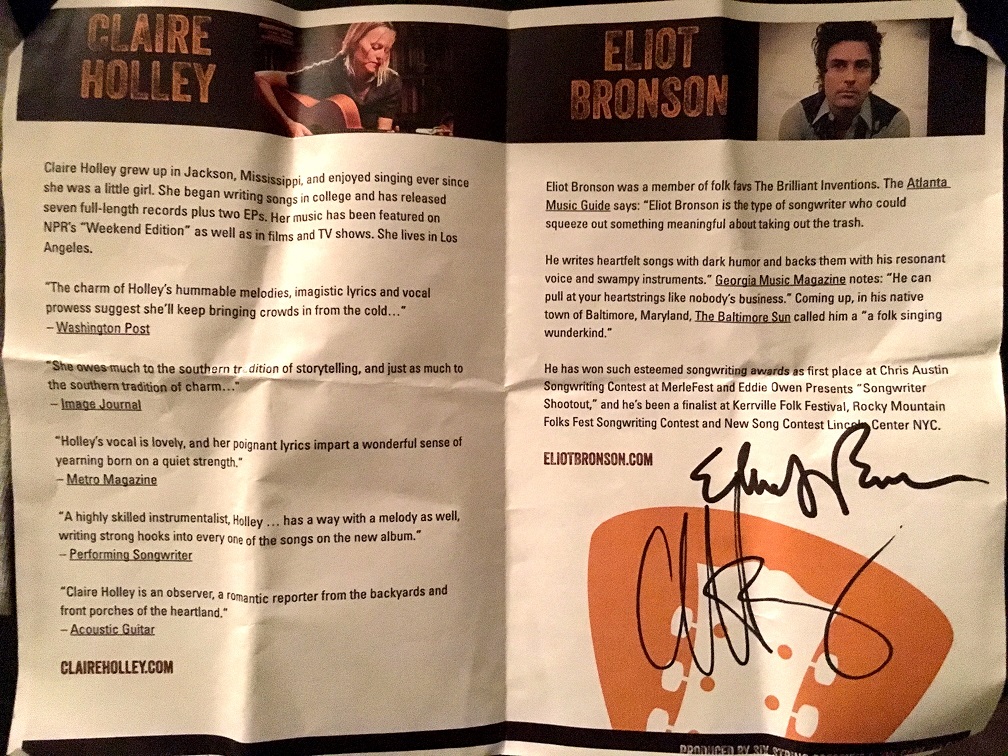 CLAIRE
HOLLEY
Claire Holley grew up in Jackson, Mississippi, and enjoyed singing ever since
she was a little girl. She began writing songs in college and has released
seven full-length records plus two EPs. Her music has been featured on
NPR's "Weekend Edition" as well as in films and TV shows. She lives in Los
Angeles.
"The charm of Holley's hummable melodies, imagistic lyrics and vocal
prowess suggest she'll keep bringing crowds in from the cold…"
– Washington Post
"She owes much to the southern tr dition of storytelling, and just as much to
the southern tradition of charm…"
– Image Journal
"Holley's vocal is lovely, and her poignant lyrics impart a wonderful sense of
yearning born on a quiet strength."
– Metro Magazine
"A highly skilled instrumentalist, Holley … has a way with a melody as well,
writing strong hooks into every one of the songs on the new album."
– Performing Songwriter
"Claire Holley is an observer, a romantic reporter from the backyards and
front porches of the heartland."
– Acoustic Guitar
CLAIREHOLLEY.COM
ELIOT
BRONSON
Eliot Bronson was a member of folk favs The Brilliant Inventions. The Atlanta
Music Guide says: "Eliot Bronson is the type of songwriter who could
squeeze out something meaningful about taking out the trash.
He writes heartfelt songs with dark humor and backs them with his resonant
voice and swampy instruments." Georgia Music Magazine notes: "He can
pull at your heartstrings like nobody's business." Coming up, in his native
town of Baltimore, Maryland, The Baltimore Sun called him a "a folk singing
wunderkind."
He has won such esteemed songwriting awards as first place at Chris Austin
Songwriting Contest at MerleFest and Eddie Owen Presents "Songwriter
Shootout," and he's been a finalist at Kerrville Folk Festival, Rocky Mountain
Folks Fest Songwriting Contest and New Song Contest Lincoln Center NYC.
ELIOTBRONSON.COM
PRODUCED BY SIX STRING